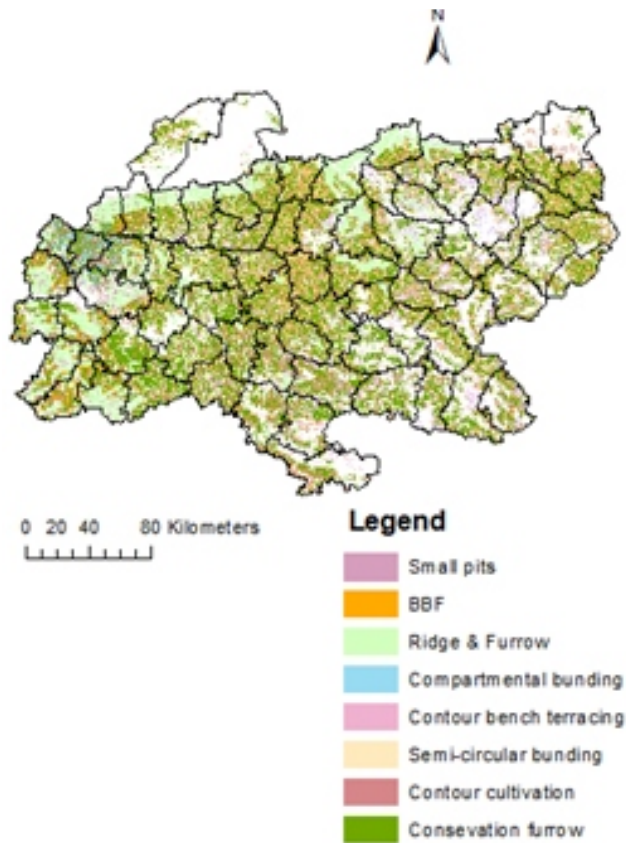 N
0 20 40 80 Kilometers
Legend
Small pits
BBF
Ridge & Furrow
Compartmental bunding
Contour bench terracing
Semi-circular bunding
Contour cultivation
Consevation furrow